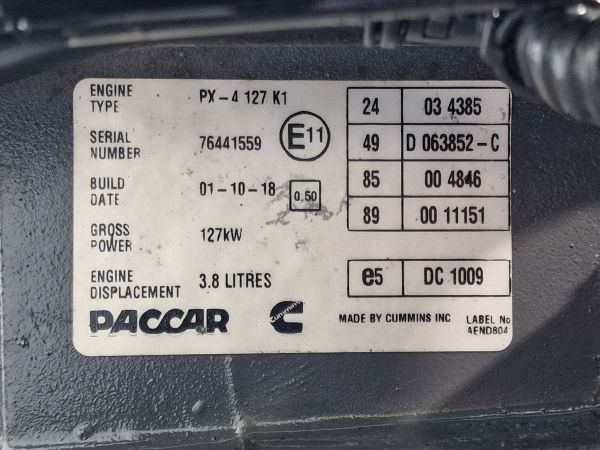 ENGINE TYPE PX-4 127 K1
SERIAL NUMBER 76441559 E11
BUILD DATE 01-10-18 0.50
GROSS POWER 127kW
ENGINE DISPLACEMENT 3.8 LITRES
24 03 4385
49 D 063852-C
85 00 4846
89 00 11151
e5 DC 1009
PACCAR cummins MADE BY CUMMINS INC LABEL No
AEND804